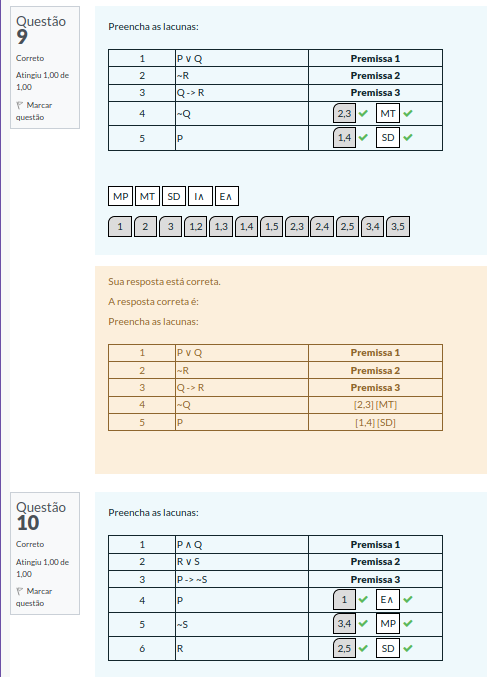 Questão
9
Correto
Atingiu 1,00 de
1,00
Marcar
questão
Preencha as lacunas:
1 P ∨ Q Premissa 1
2 ~R Premissa 2
3 Q -> R Premissa 3
4 ~Q 2,3 MT
5 P 1,4 SD
MP MT SD I∧ E∧
1 2 3 1,2 1,3 1,4 1,5 2,3 2,4 2,5 3,4 3,5
Sua resposta está correta.
A resposta correta é:
Preencha as lacunas:
1 P ∨ Q Premissa 1
2 ~R Premissa 2
3 Q -> R Premissa 3
4 ~Q [2,3] [MT]
5 P [1,4] [SD]
Questão
10
Correto
Atingiu 1,00 de
1,00
Marcar
questão
Preencha as lacunas:
1 P ∧ Q Premissa 1
2 R ∨ S Premissa 2
3 P -> ~S Premissa 3
4 P 1 E∧
5 ~S 3,4 MP
6 R 2,5 SD